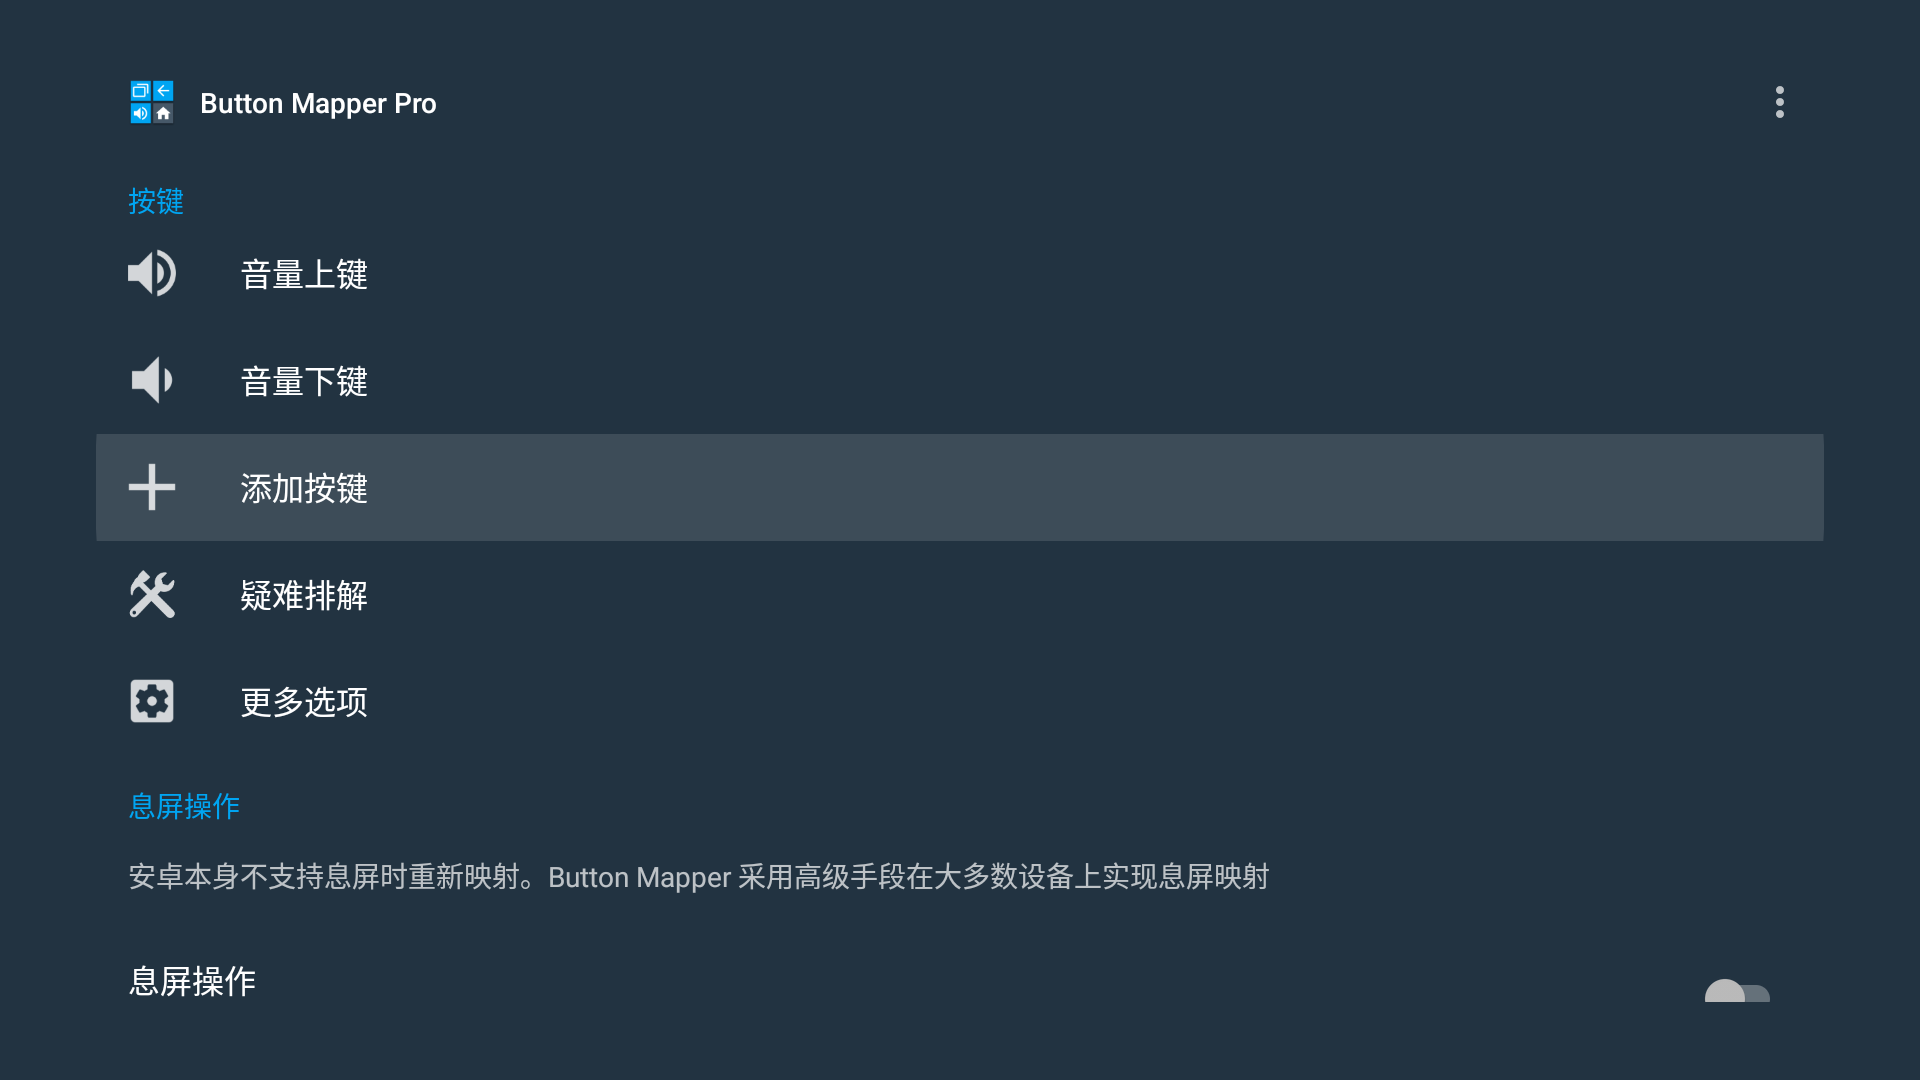 Button Mapper Pro
按键
音量上键
音量下键
添加按键
疑难排解
更多选项
息屏操作
安卓本身不支持息屏时重新映射。Button Mapper 采用高级手段在大多数设备上实现息屏映射
息屏操作